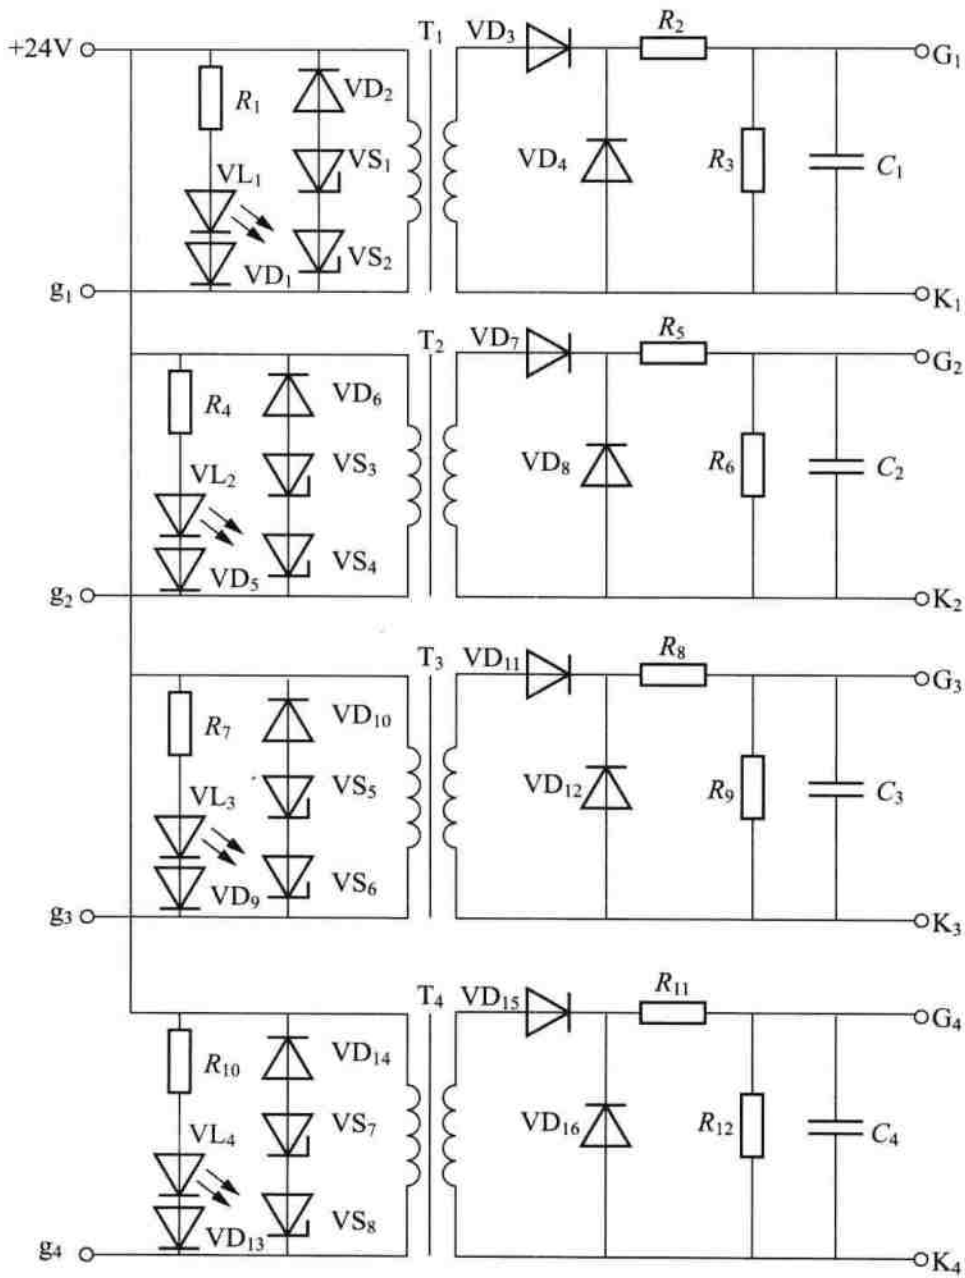 +24V
T₁
VD₃
R₂
G₁
R₁
VD₂
VL₁
VS₁
VD₄
R₃
C₁
VD₁
VS₂
g₁
K₁
T₂
VD₇
R₅
G₂
R₄
VD₆
VL₂
VS₃
VD₈
R₆
C₂
VD₅
VS₄
g₂
K₂
T₃
VD₁₁
R₈
G₃
R₇
VD₁₀
VL₃
VS₅
VD₁₂
R₉
C₃
VD₉
VS₆
g₃
K₃
T₄
VD₁₅
R₁₁
G₄
R₁₀
VD₁₄
VL₄
VS₇
VD₁₆
R₁₂
C₄
VD₁₃
VS₈
g₄
K₄